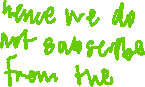 hence we do
not subscribe
from the